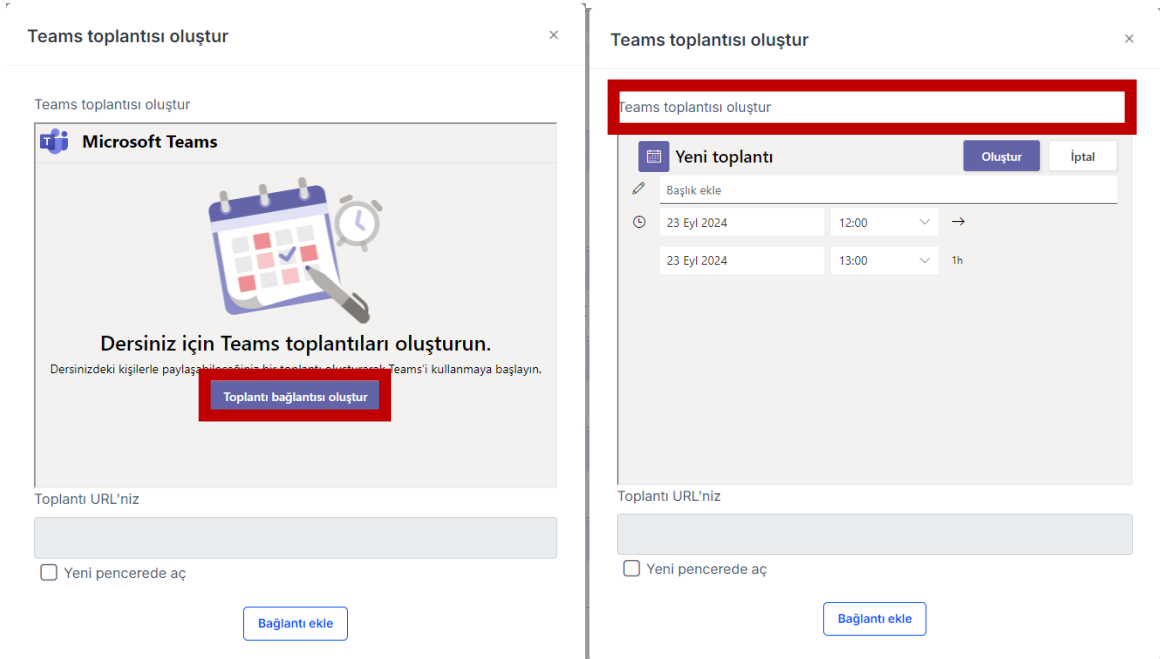 Teams toplantısı oluştur
Teams toplantısı oluştur
Microsoft Teams
Dersiniz için Teams toplantıları oluşturun.
Dersinizdeki kişilerle paylaşabileceğiniz bir toplantı oluşturarak Teams'i kullanmaya başlayın.
Toplantı bağlantısı oluştur
Toplantı URL'niz
Yeni pencerede aç
Bağlantı ekle
Teams toplantısı oluştur
Teams toplantısı oluştur
Yeni toplantı
Oluştur
İptal
Başlık ekle
23 Eyl 2024
12:00
23 Eyl 2024
13:00
1h
Toplantı URL'niz
Yeni pencerede aç
Bağlantı ekle